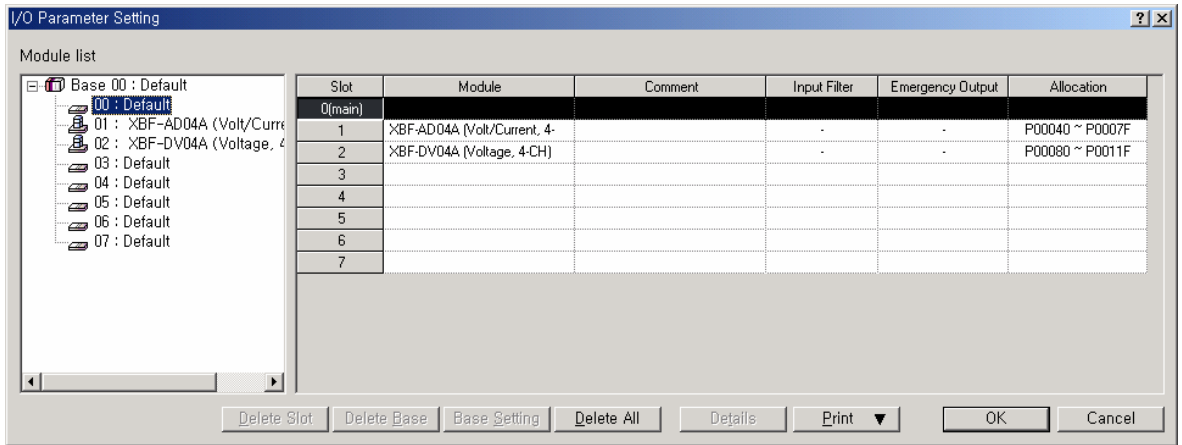 I/O Parameter Setting
Module list
Base 00 : Default
00 : Default
01 : XBF-AD04A (Volt/Curre
02 : XBF-DV04A (Voltage, 4
03 : Default
04 : Default
05 : Default
06 : Default
07 : Default
Slot Module Comment Input Filter Emergency Output Allocation
0(main)
1 XBF-AD04A (Volt/Current, 4- - - P00040 ~ P0007F
2 XBF-DV04A (Voltage, 4-CH) - - P00080 ~ P0011F
3
4
5
6
7
Delete Slot Delete Base Base Setting Delete All Details Print ▼ OK Cancel